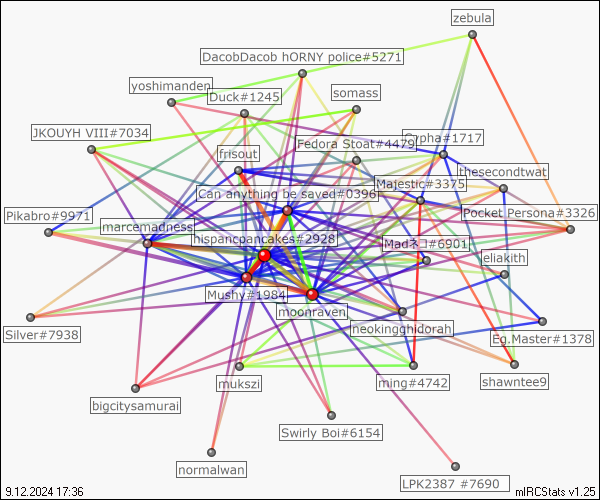 zebula
DacobDacob hORNY police#5271
yoshimanden
Duck#1245
somass
JKOUYH VIII#7034
Fedora Stoat#4479
Cypha#1717
frisout
thesecondtwat
Majestic#3375
Can anything be saved#0396
Pikabro#9971
Pocket Persona#3326
marcemadness
hispancpancakes#2928
Madネコ#6901
eliakith
Mushy#1984
moonraven
neokingghidorah
Silver#7938
Eg.Master#1378
mukszi
ming#4742
shawntee9
bigcitysamurai
Swirly Boi#6154
normalwan
LPK2387 #7690
9.12.2024 17:36
mIRCStats v1.25